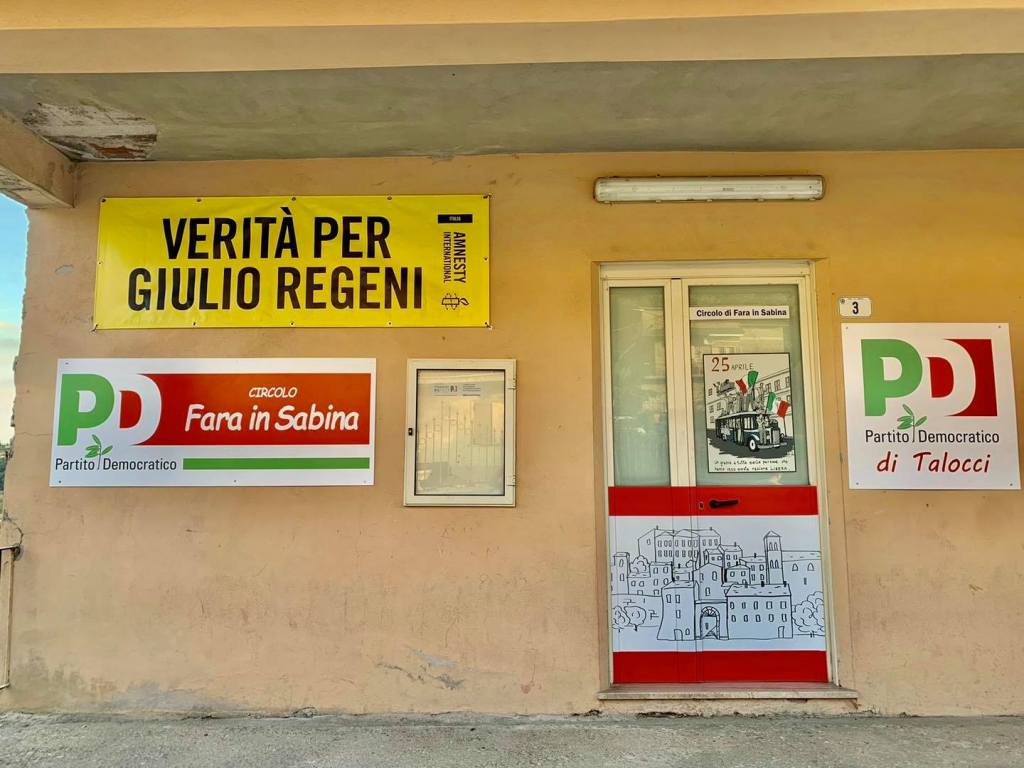 VERITÀ PER
GIULIO REGENI
ITALIA
AMNESTY
INTERNATIONAL
PD
Partito Democratico
CIRCOLO
Fara in Sabina
PD
Circolo di Fara in Sabina
25 APRILE
3
PD
Partito Democratico
di Talocci